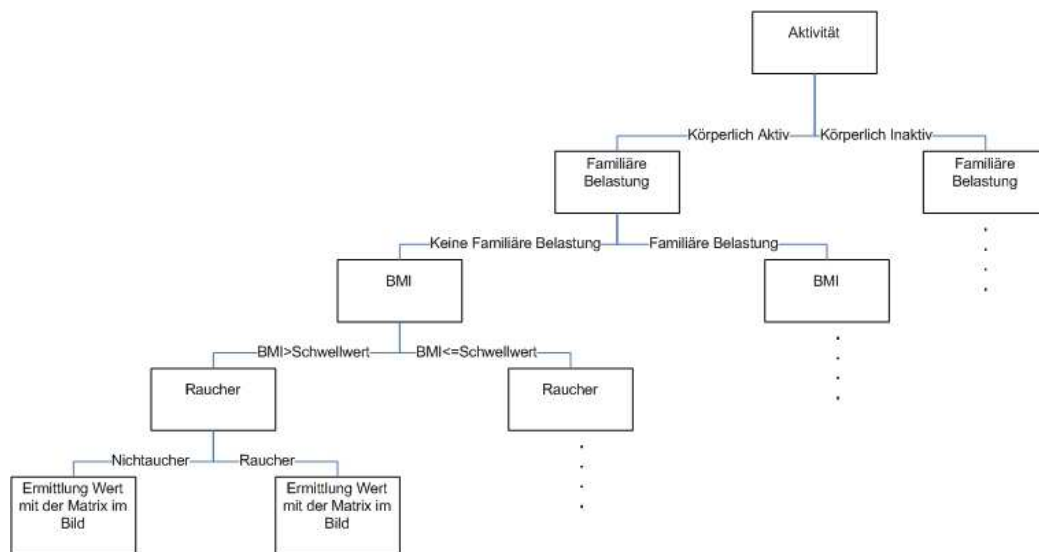 Aktivität
Körperlich Aktiv
Körperlich Inaktiv
Familiäre
Belastung
Familiäre
Belastung
Keine Familiäre Belastung
Familiäre Belastung
BMI
BMI
BMI>Schwellwert
BMI<=Schwellwert
Raucher
Raucher
Nichtaucher
Raucher
Ermittlung Wert
mit der Matrix im
Bild
Ermittlung Wert
mit der Matrix im
Bild